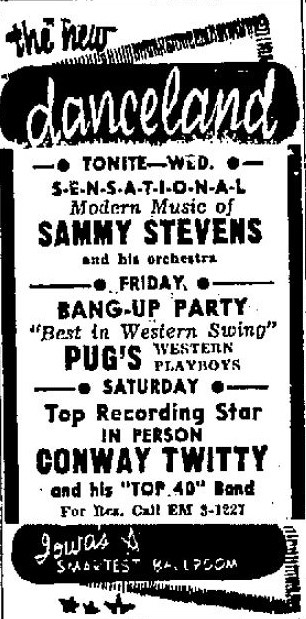 the new
danceland
TONITE—WED.
S-E-N-S-A-T-I-O-N-A-L
Modern Music of
SAMMY STEVENS
and his orchestra
FRIDAY,
BANG-UP PARTY
"Best in Western Swing"
PUG'S WESTERN PLAYBOYS
SATURDAY
Top Recording Star
IN PERSON
CONWAY TWITTY
and his "TOP 40" Band
For Res. Call EM 3-1227
Iowa's
SMARTEST BALLROOM